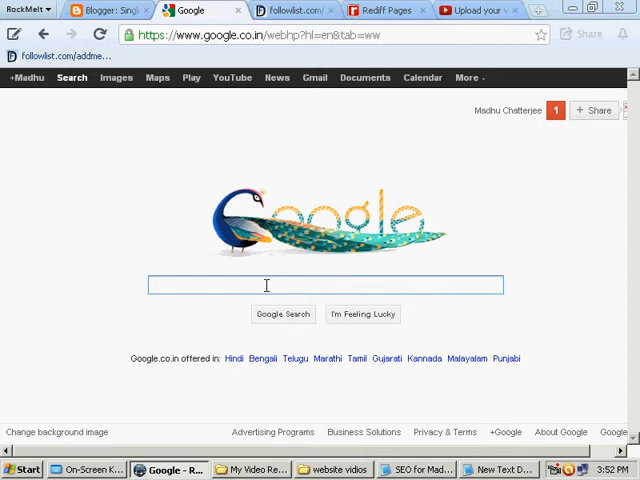 RockMelt
Blogger: Singl
Google
followlist.com/
Rediff Pages
Upload your v
https://www.google.co.in/webhp?hl=en&tab=ww
Share
followlist.com/addme...
+Madhu Search Images Maps Play YouTube News Gmail Documents Calendar More
Madhu Chatterjee 1 + Share
Google
Google Search I'm Feeling Lucky
Google.co.in offered in: Hindi Bengali Telugu Marathi Tamil Gujarati Kannada Malayalam Punjabi
Change background image Advertising Programs Business Solutions Privacy & Terms +Google About Google Google
Start On-Screen K... Google - R... My Video Re... website vidios SEO for Mad... New Text D... 3:52 PM